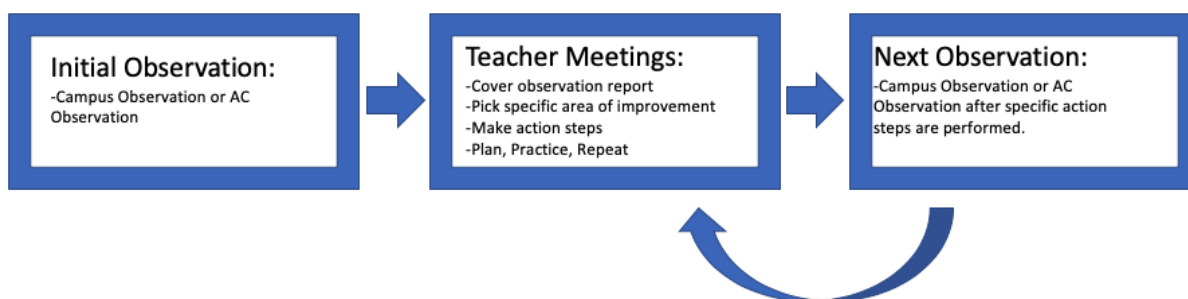 Initial Observation:
-Campus Observation or AC
Observation
Teacher Meetings:
-Cover observation report
-Pick specific area of improvement
-Make action steps
-Plan, Practice, Repeat
Next Observation:
-Campus Observation or AC
Observation after specific action
steps are performed.